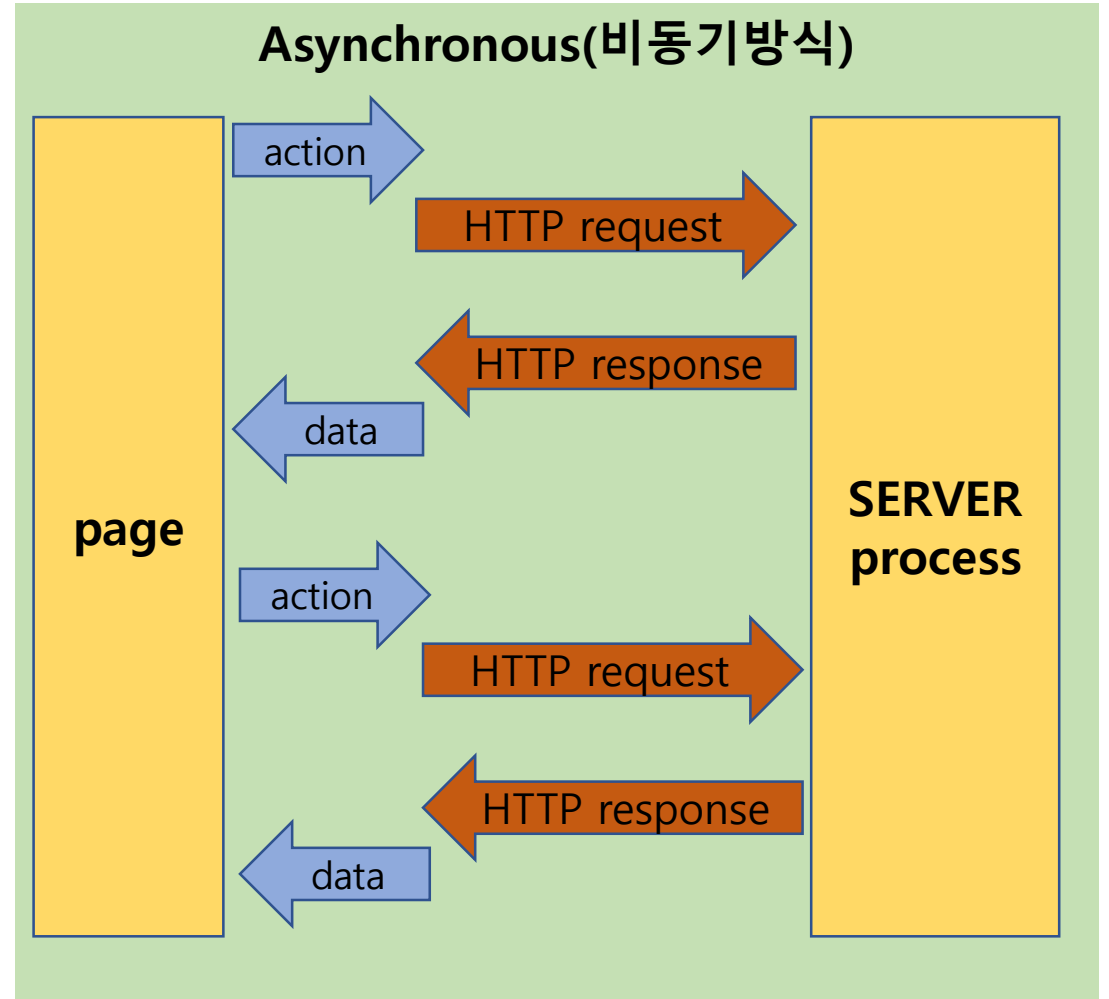 Asynchronous(비동기방식)
action
HTTP request
HTTP response
data
page
SERVER
process
action
HTTP request
HTTP response
data